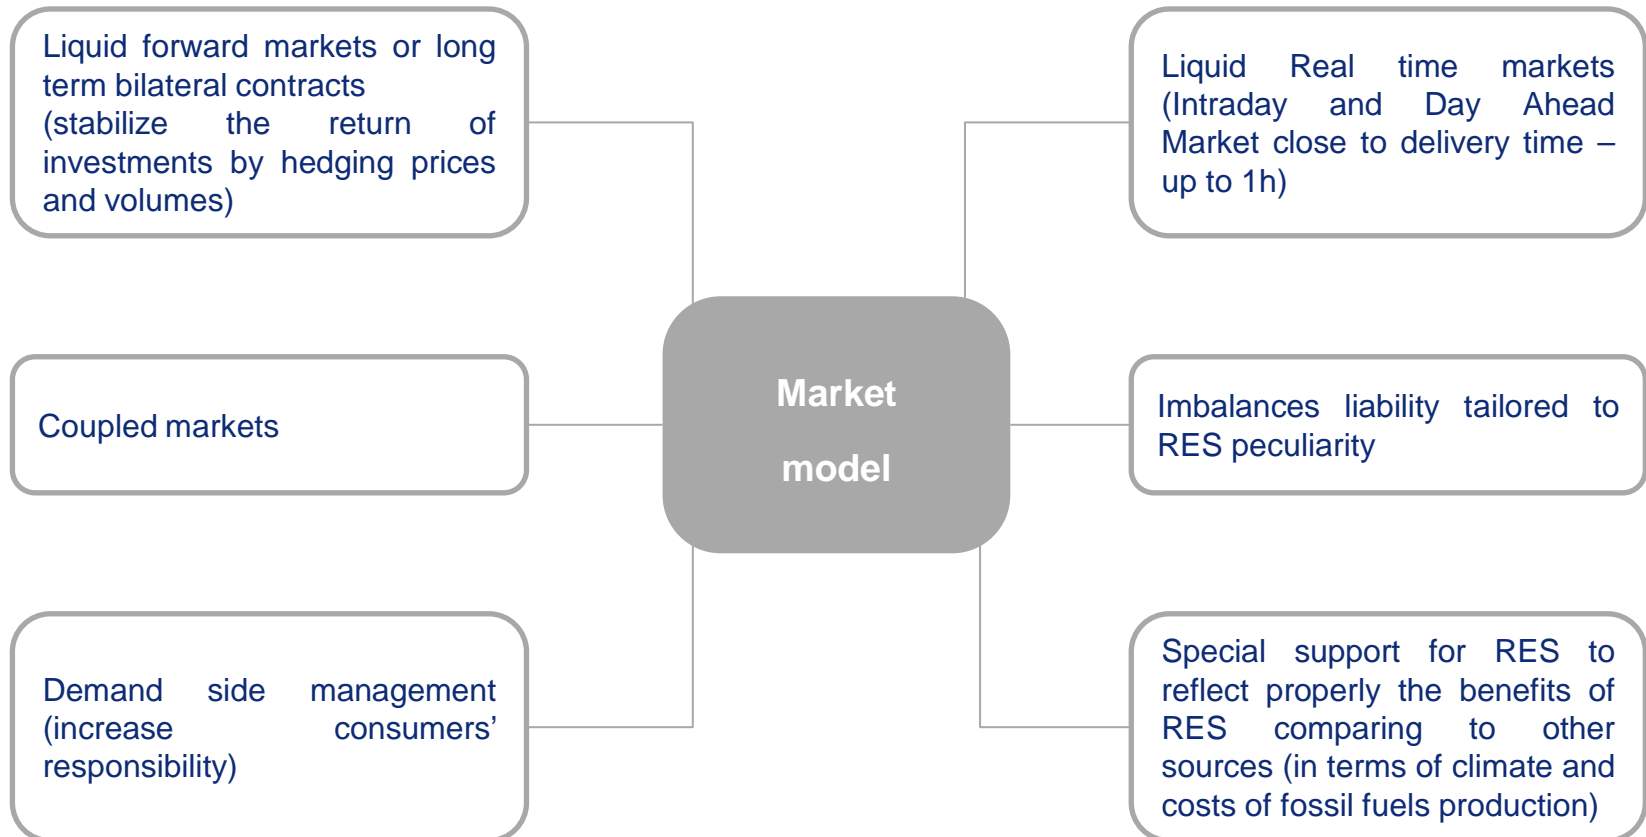 Liquid forward markets or long
term bilateral contracts
(stabilize the return of
investments by hedging prices
and volumes)
Liquid Real time markets
(Intraday and Day Ahead
Market close to delivery time –
up to 1h)
Coupled markets
Market
model
Imbalances liability tailored to
RES peculiarity
Demand side management
(increase consumers’
responsibility)
Special support for RES to
reflect properly the benefits of
RES comparing to other
sources (in terms of climate and
costs of fossil fuels production)